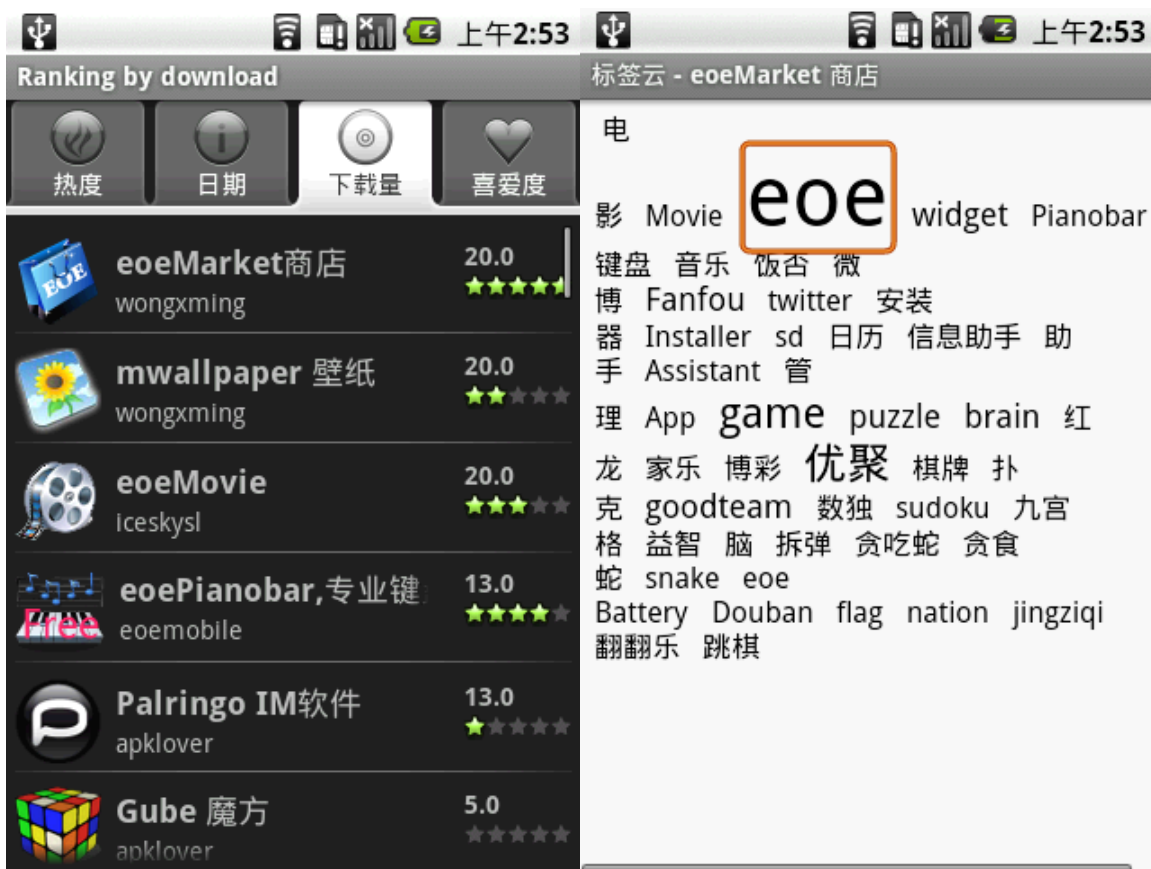 上午2:53
Ranking by download
热度 日期 下载量 喜爱度
EOE
eoeMarket商店 20.0
wongxming
mwallpaper 壁纸 20.0
wongxming
eoeMovie 20.0
iceskysl
eoePianobar,专业键 13.0
Free
eoemobile
Palringo IM软件 13.0
apklover
Gube 魔方 5.0
apklover
上午2:53
标签云 - eoeMarket 商店
电
影 Movie eoe widget Pianobar
键盘 音乐 饭否 微
博 Fanfou twitter 安装
器 Installer sd 日历 信息助手 助
手 Assistant 管
理 App game puzzle brain 红
龙 家乐 博彩 优聚 棋牌 扑
克 goodteam 数独 sudoku 九宫
格 益智 脑 拆弹 贪吃蛇 贪食
蛇 snake eoe
Battery Douban flag nation jingziqi
翻翻乐 跳棋